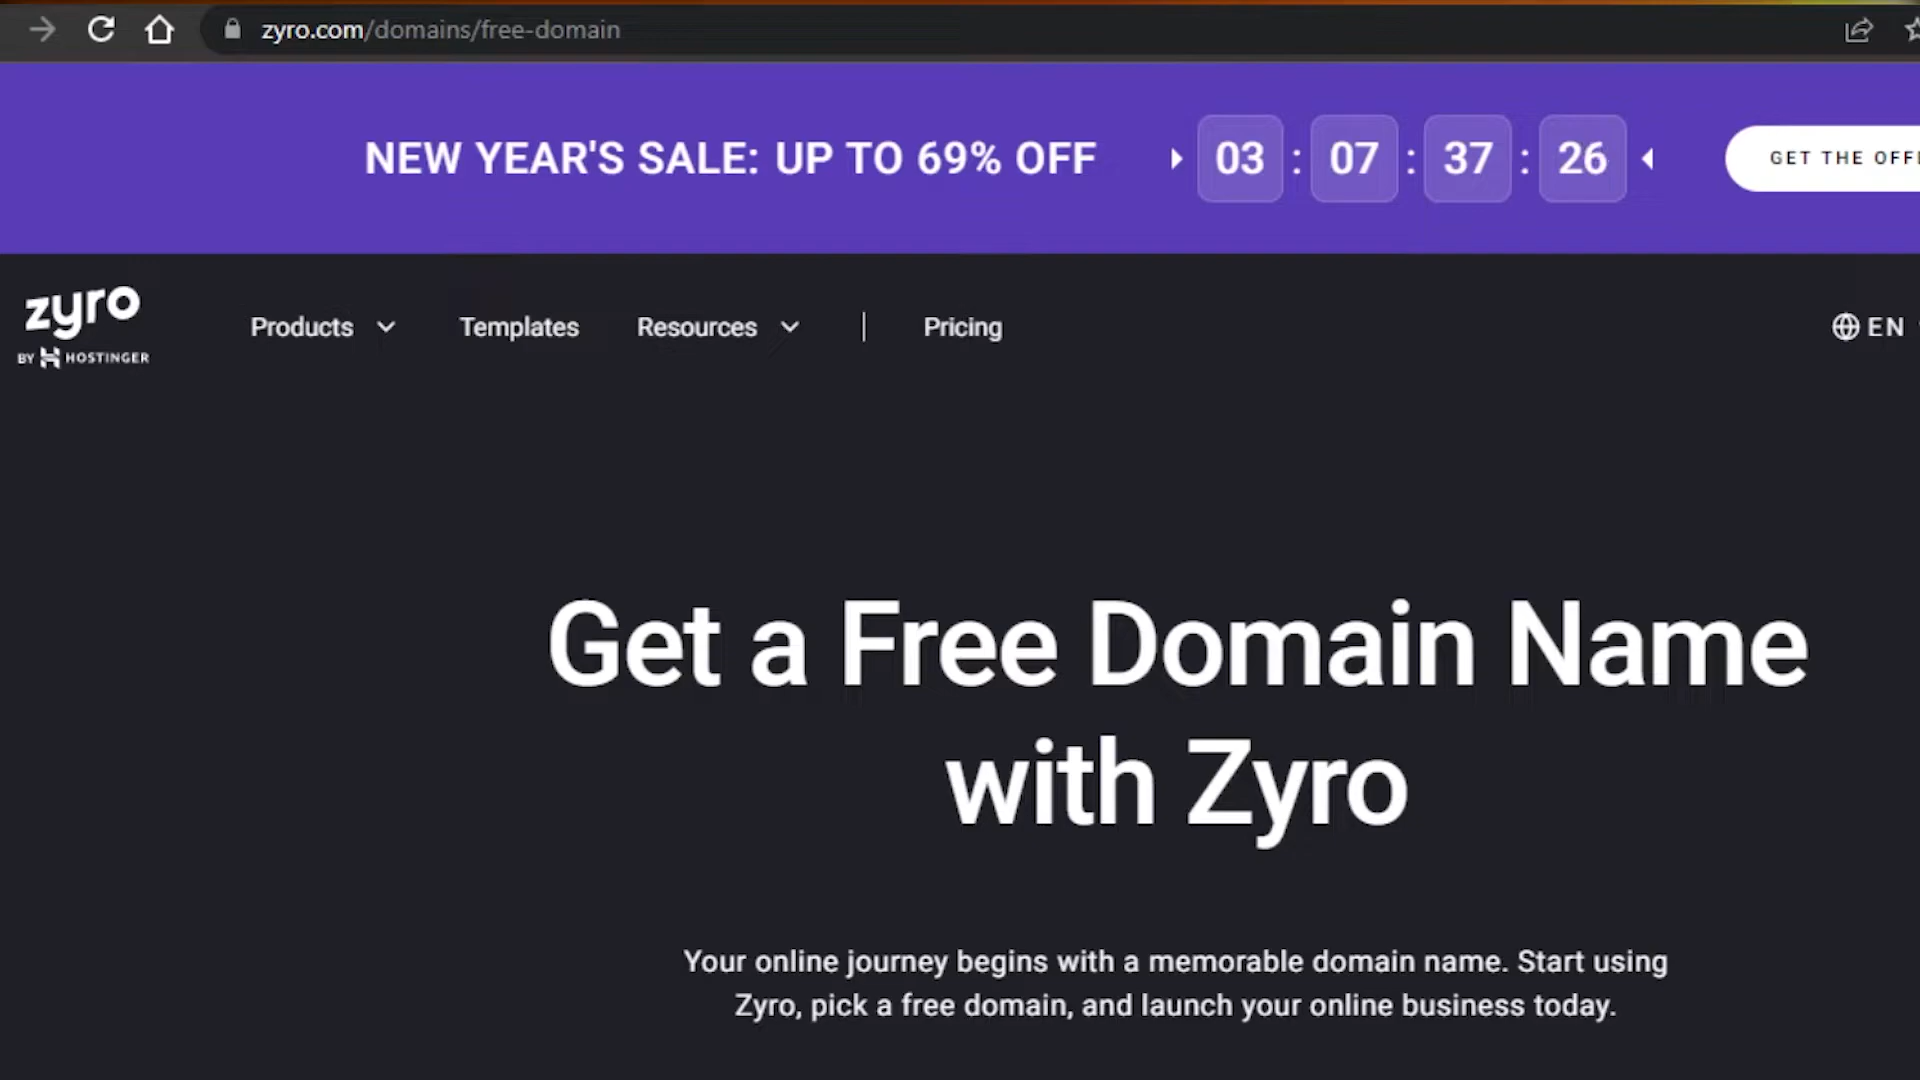 zyro.com/domains/free-domain
NEW YEAR'S SALE: UP TO 69% OFF 03 : 07 : 37 : 26 GET THE
zyro
BY HOSTINGER
Products Templates Resources | Pricing EN
Get a Free Domain Name
with Zyro
Your online journey begins with a memorable domain name. Start using
Zyro, pick a free domain, and launch your online business today.